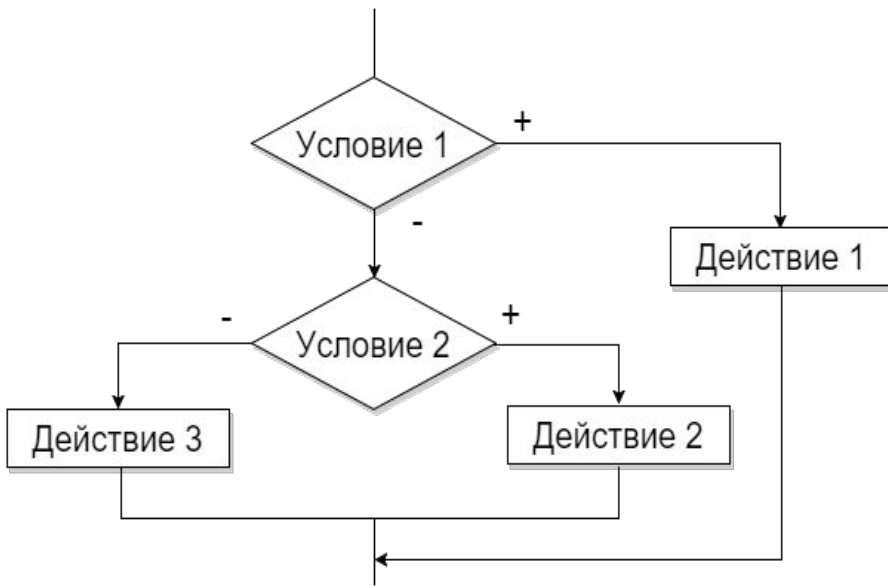 Условие 1
+
-
Действие 1
Условие 2
-
+
Действие 3
Действие 2